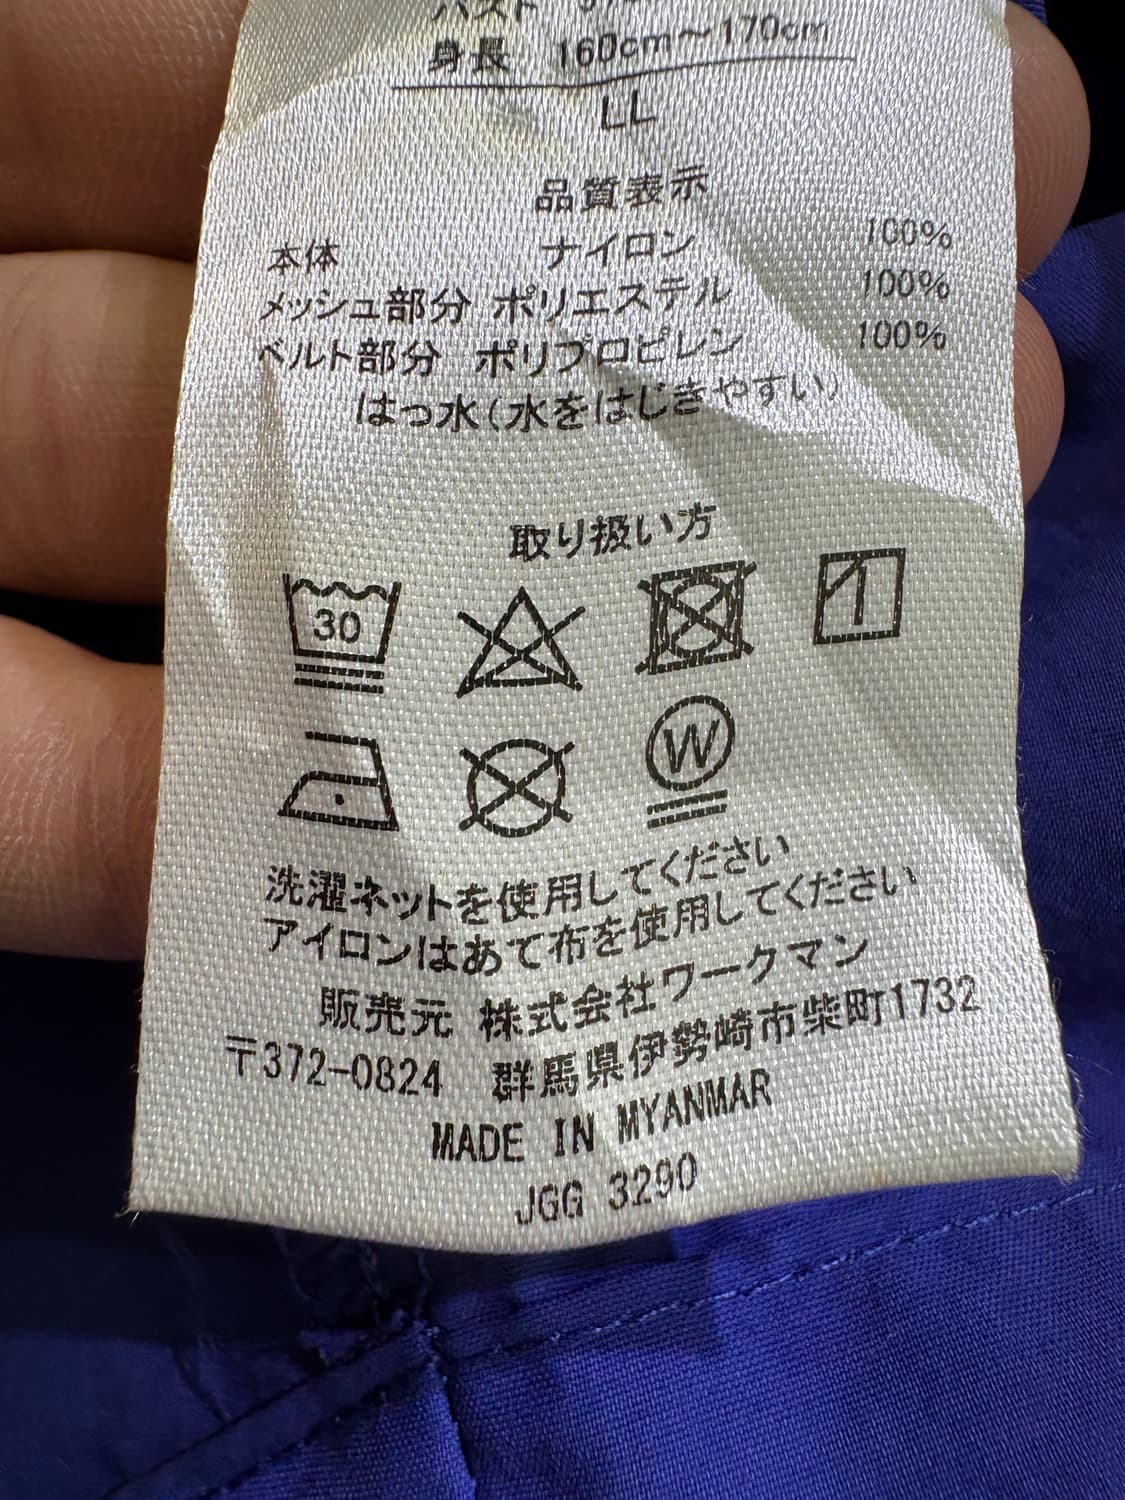 バスト
身長 160cm～170cm
LL
品質表示
本体 ナイロン 100%
メッシュ部分 ポリエステル 100%
ベルト部分 ポリプロピレン 100%
はっ水(水をはじきやすい)
取り扱い方
30
W
洗濯ネットを使用してください
アイロンはあて布を使用してください
販売元 株式会社ワークマン
〒372-0824 群馬県伊勢崎市柴町1732
MADE IN MYANMAR
JGG 3290